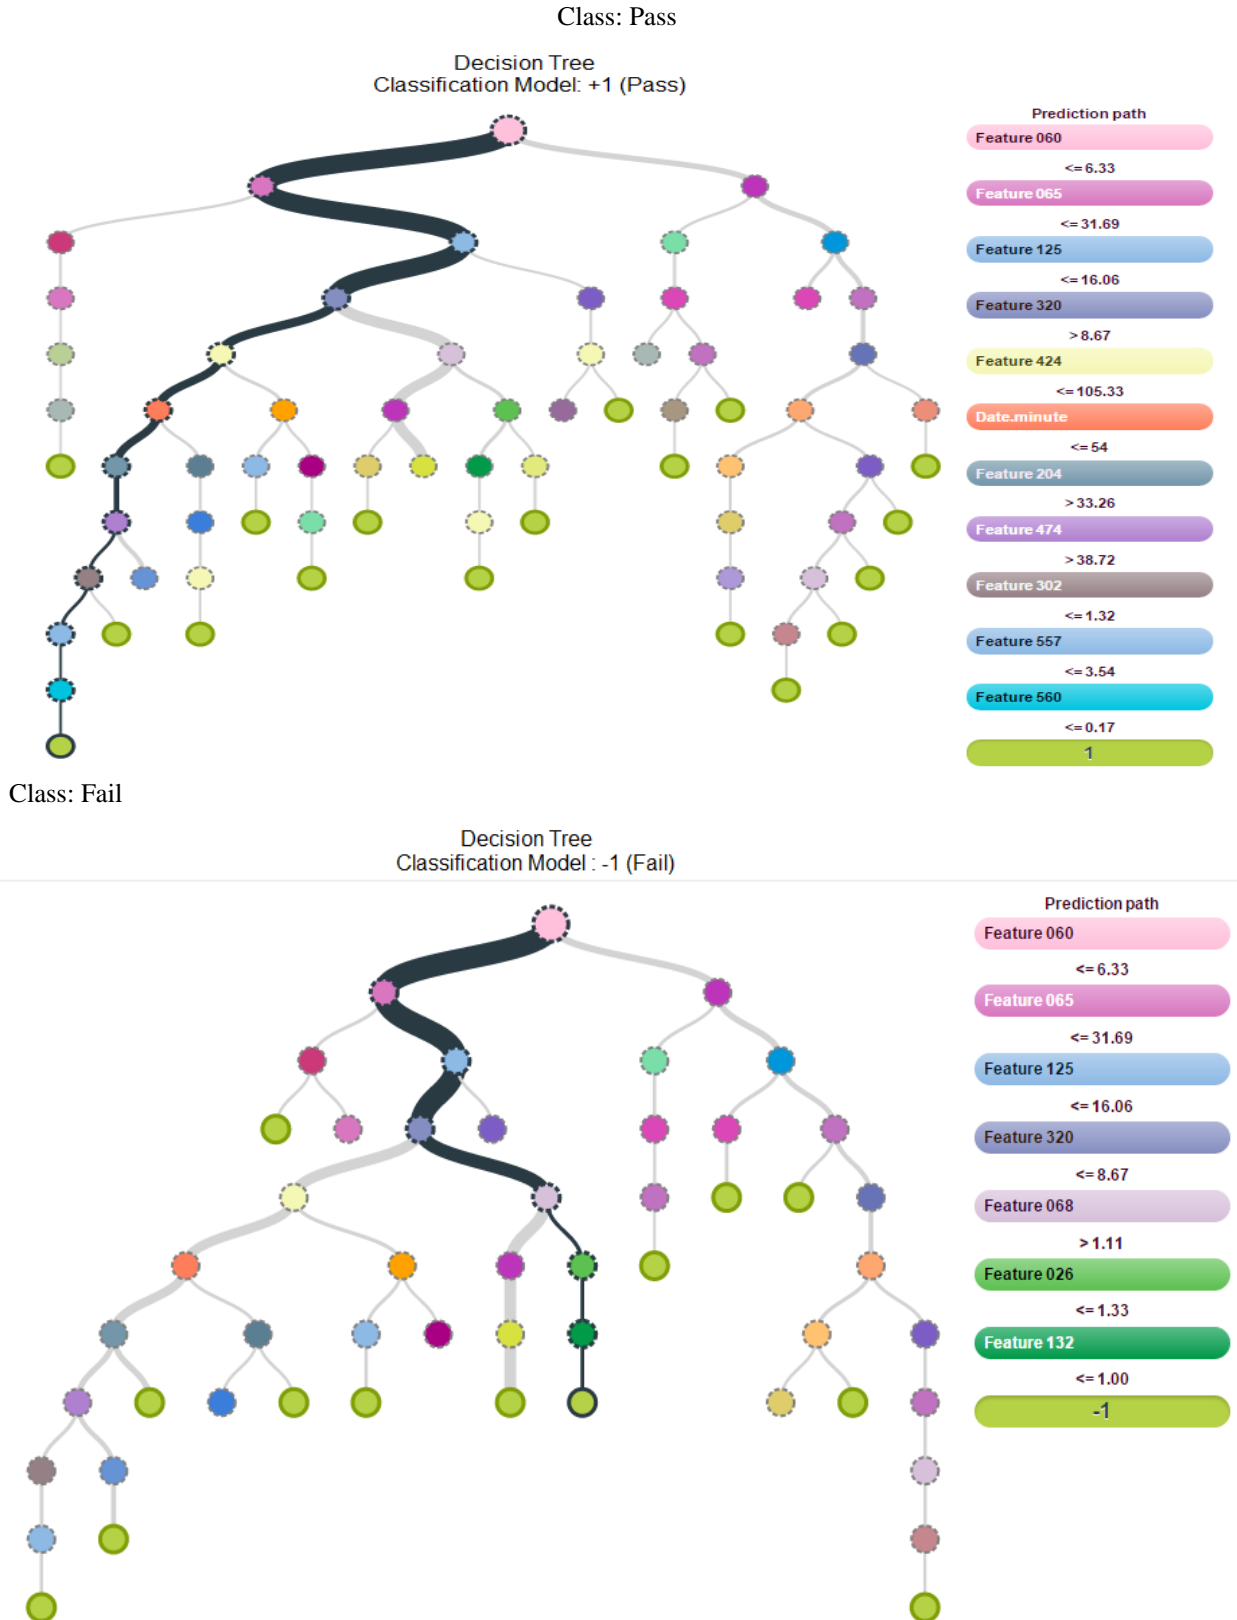 Class: Pass
Decision Tree
Classification Model: +1 (Pass)
Prediction path
Feature 060
<= 6.33
Feature 065
<= 31.69
Feature 125
<= 16.06
Feature 320
> 8.67
Feature 424
<= 105.33
Date.minute
<= 54
Feature 204
> 33.26
Feature 474
> 38.72
Feature 302
<= 1.32
Feature 557
<= 3.54
Feature 560
<= 0.17
1
Class: Fail
Decision Tree
Classification Model : -1 (Fail)
Prediction path
Feature 060
<= 6.33
Feature 065
<= 31.69
Feature 125
<= 16.06
Feature 320
<= 8.67
Feature 068
> 1.11
Feature 026
<= 1.33
Feature 132
<= 1.00
-1